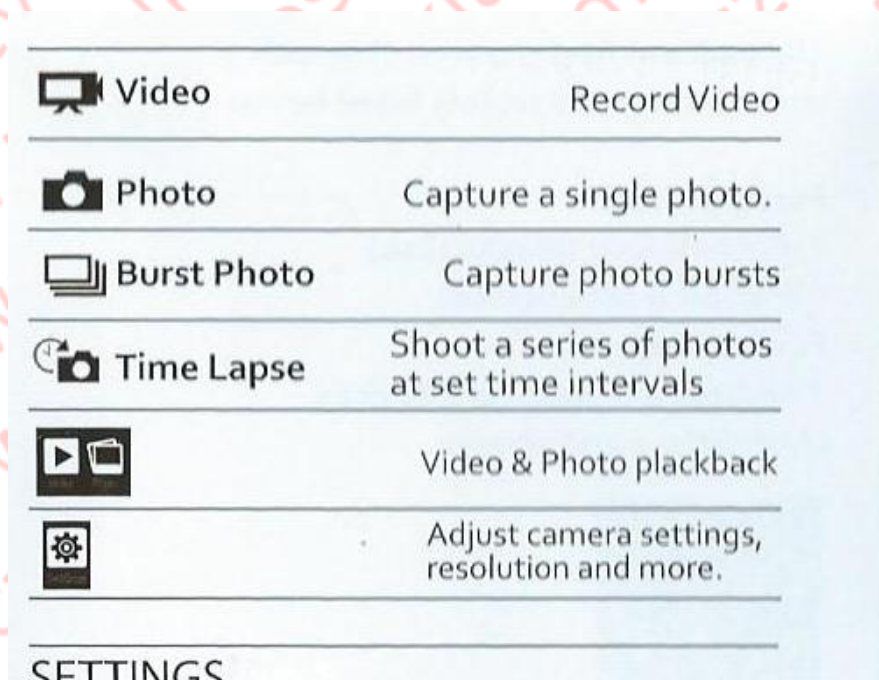 Video Record Video
Photo Capture a single photo.
Burst Photo Capture photo bursts
Time Lapse Shoot a series of photos
at set time intervals
Video & Photo plackback
Adjust camera settings,
resolution and more.
SETTINGS